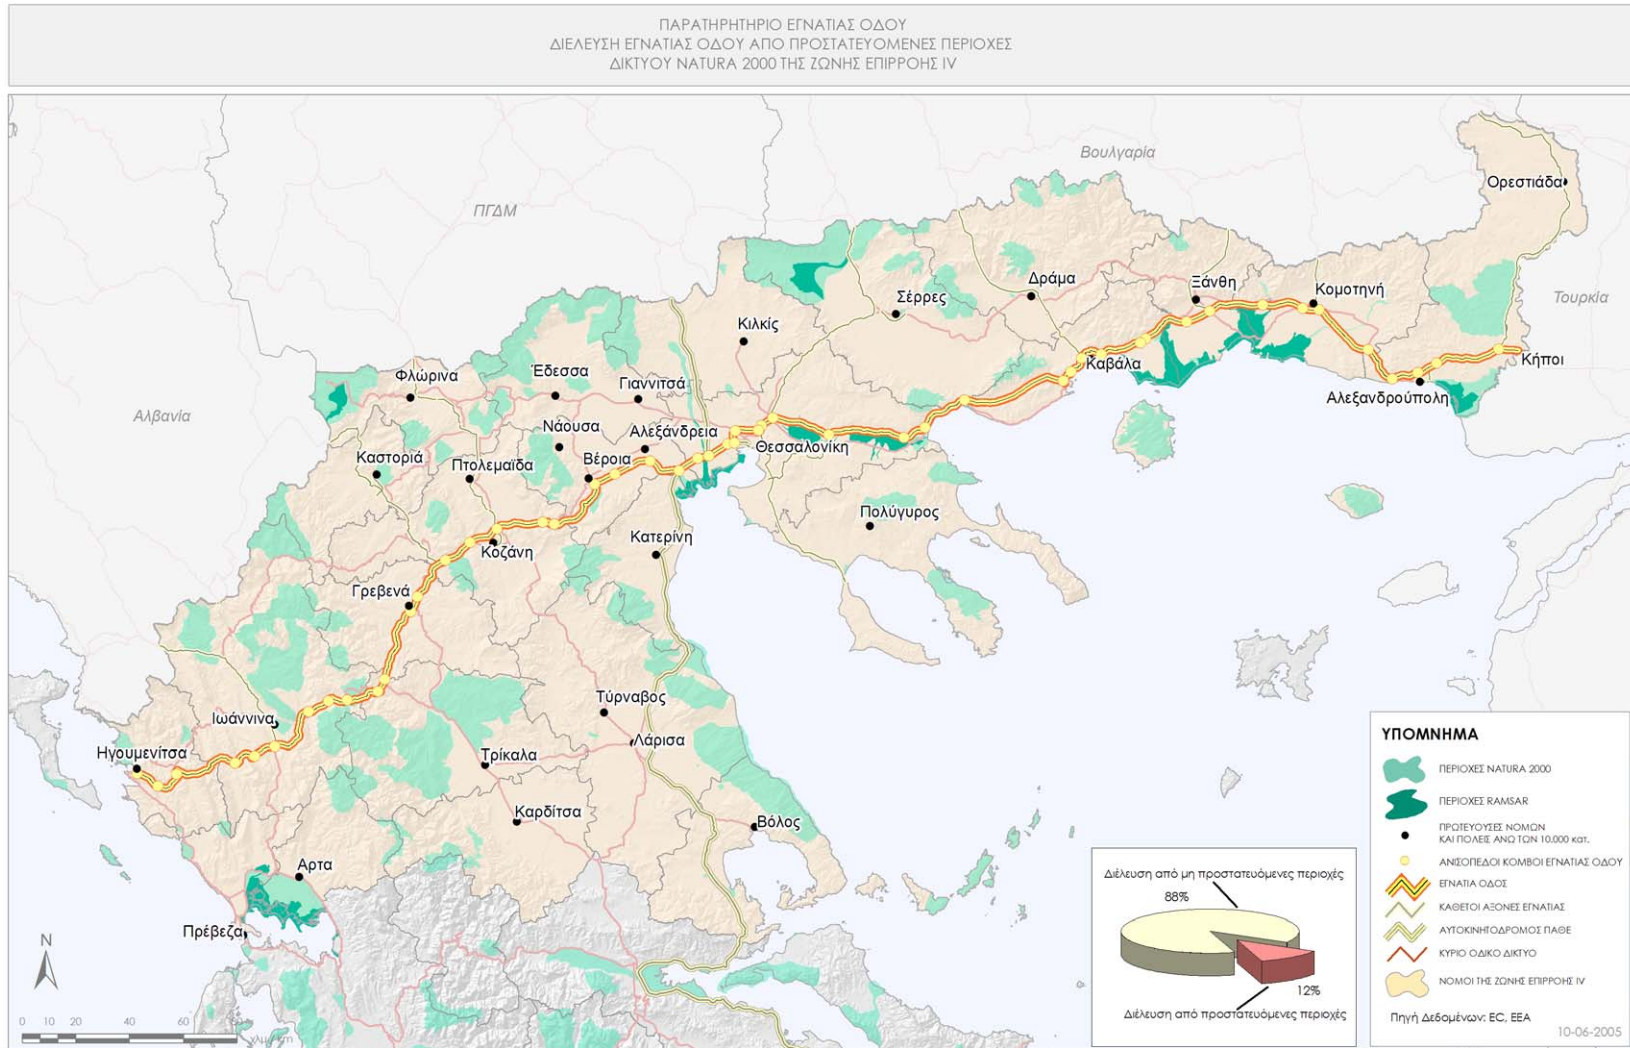 ΠΑΡΑΤΗΡΗΤΗΡΙΟ ΕΓΝΑΤΙΑΣ ΟΔΟΥ
ΔΙΕΛΕΥΣΗ ΕΓΝΑΤΙΑΣ ΟΔΟΥ ΑΠΟ ΠΡΟΣΤΑΤΕΥΟΜΕΝΕΣ ΠΕΡΙΟΧΕΣ
ΔΙΚΤΥΟΥ NATURA 2000 ΤΗΣ ΖΩΝΗΣ ΕΠΙΡΡΟΗΣ IV
Βουλγαρία
Ορεστιάδα
ΠΓΔΜ
Δράμα
Ξάνθη
Κομοτηνή
Τουρκία
Σέρρες
Κιλκίς
Κήποι
Καβάλα
Φλώρινα
Έδεσσα
Γιαννιτσά
Αλεξανδρούπολη
Αλβανία
Νάουσα
Αλεξάνδρεια
Θεσσαλονίκη
Καστοριά
Πτολεμαΐδα
Βέροια
Πολύγυρος
Κοζάνη
Κατερίνη
Γρεβενά
Τύρναβος
Ιωάννινα
Λάρισα
Ηγουμενίτσα
Τρίκαλα
Καρδίτσα
Βόλος
Αρτα
Πρέβεζα
N
0 20 40 60
χλμ / km
Διέλευση από μη προστατευόμενες περιοχές
88%
12%
Διέλευση από προστατευόμενες περιοχές
ΥΠΟΜΝΗΜΑ
ΠΕΡΙΟΧΕΣ NATURA 2000
ΠΕΡΙΟΧΕΣ RAMSAR
ΠΡΩΤΕΥΟΥΣΕΣ ΝΟΜΩΝ
ΚΑΙ ΠΟΛΕΙΣ ΑΝΩ ΤΩΝ 10.000 κατ.
ΑΝΙΣΟΠΕΔΟΙ ΚΟΜΒΟΙ ΕΓΝΑΤΙΑΣ ΟΔΟΥ
ΕΓΝΑΤΙΑ ΟΔΟΣ
ΚΑΘΕΤΟΙ ΑΞΟΝΕΣ ΕΓΝΑΤΙΑΣ
ΑΥΤΟΚΙΝΗΤΟΔΡΟΜΟΣ ΠΑΘΕ
ΚΥΡΙΟ ΟΔΙΚΟ ΔΙΚΤΥΟ
ΝΟΜΟΙ ΤΗΣ ΖΩΝΗΣ ΕΠΙΡΡΟΗΣ IV
Πηγή Δεδομένων: EC, EEA
10-06-2005